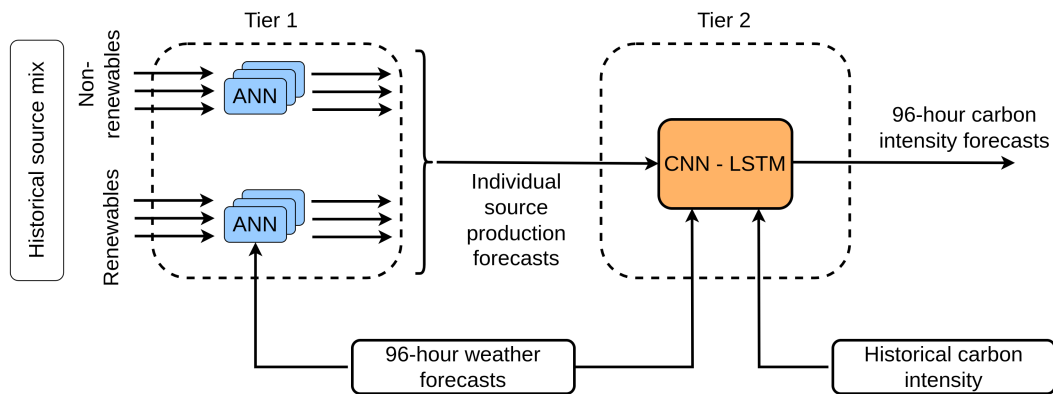 Tier 1
Tier 2
Historical source mix
Non-
renewables
Renewables
ANN
ANN
Individual
source
production
forecasts
CNN - LSTM
96-hour carbon
intensity forecasts
96-hour weather
forecasts
Historical carbon
intensity